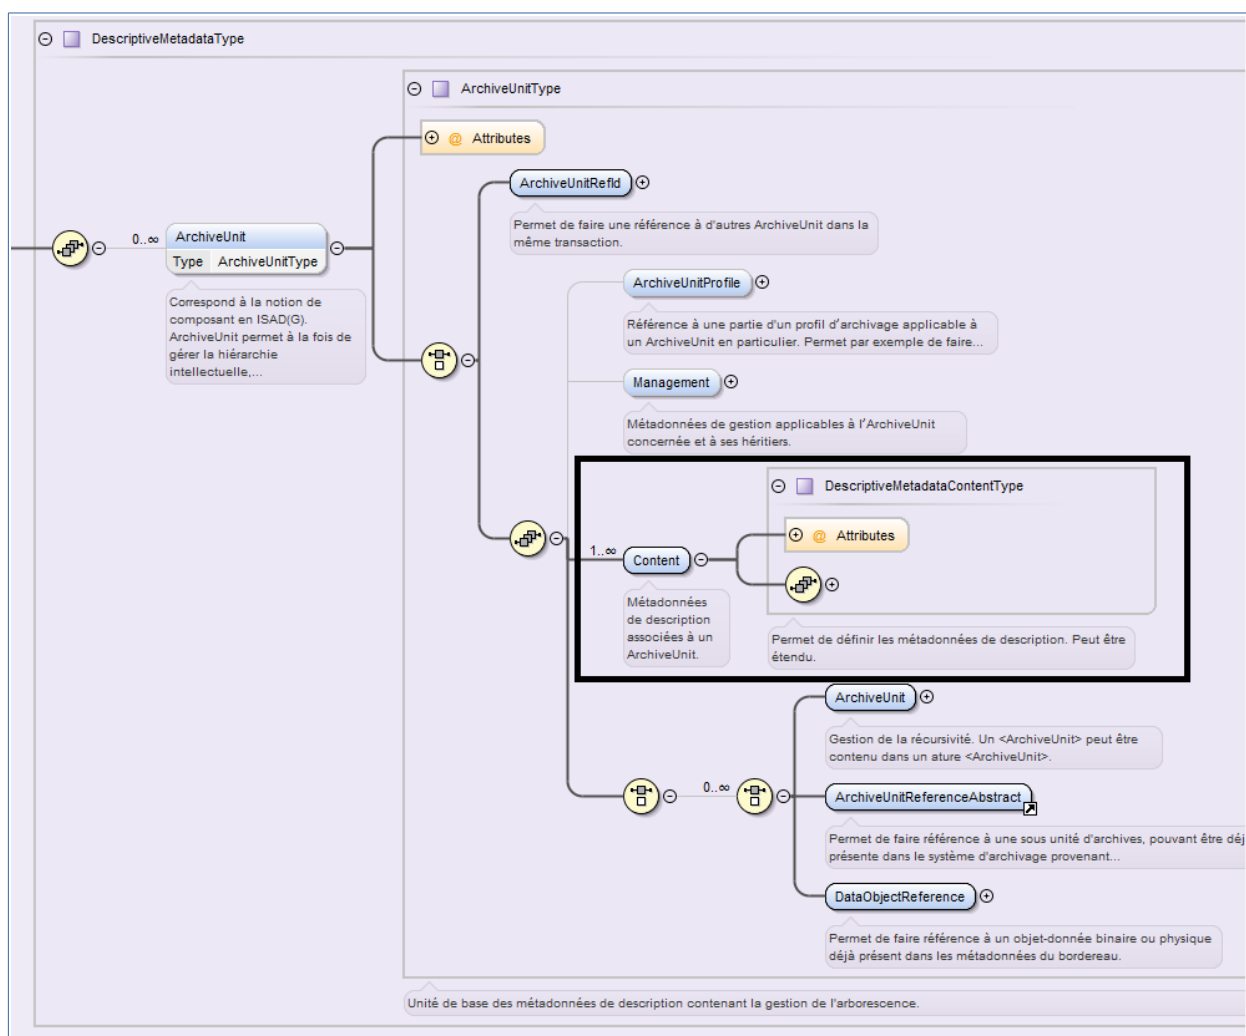 DescriptiveMetadataType
ArchiveUnitType
@ Attributes
ArchiveUnitRefId
Permet de faire une référence à d'autres ArchiveUnit dans la
même transaction.
0..∞
ArchiveUnit
Type ArchiveUnitType
Correspond à la notion de
composant en ISAD(G).
ArchiveUnit permet à la fois de
gérer la hiérarchie
intellectuelle,...
ArchiveUnitProfile
Référence à une partie d'un profil d'archivage applicable à
un ArchiveUnit en particulier. Permet par exemple de faire...
Management
Métadonnées de gestion applicables à l'ArchiveUnit
concernée et à ses héritiers.
DescriptiveMetadataContentType
@ Attributes
1..∞
Content
Métadonnées
de description
associées à un
ArchiveUnit.
Permet de définir les métadonnées de description. Peut être
étendu.
ArchiveUnit
Gestion de la récursivité. Un <ArchiveUnit> peut être
contenu dans un ature <ArchiveUnit>.
0..∞
ArchiveUnitReferenceAbstract
Permet de faire référence à une sous unité d'archives, pouvant être déj
présente dans le système d'archivage provenant...
DataObjectReference
Permet de faire référence à un objet-donnée binaire ou physique
déjà présent dans les métadonnées du bordereau.
Unité de base des métadonnées de description contenant la gestion de l'arborescence.